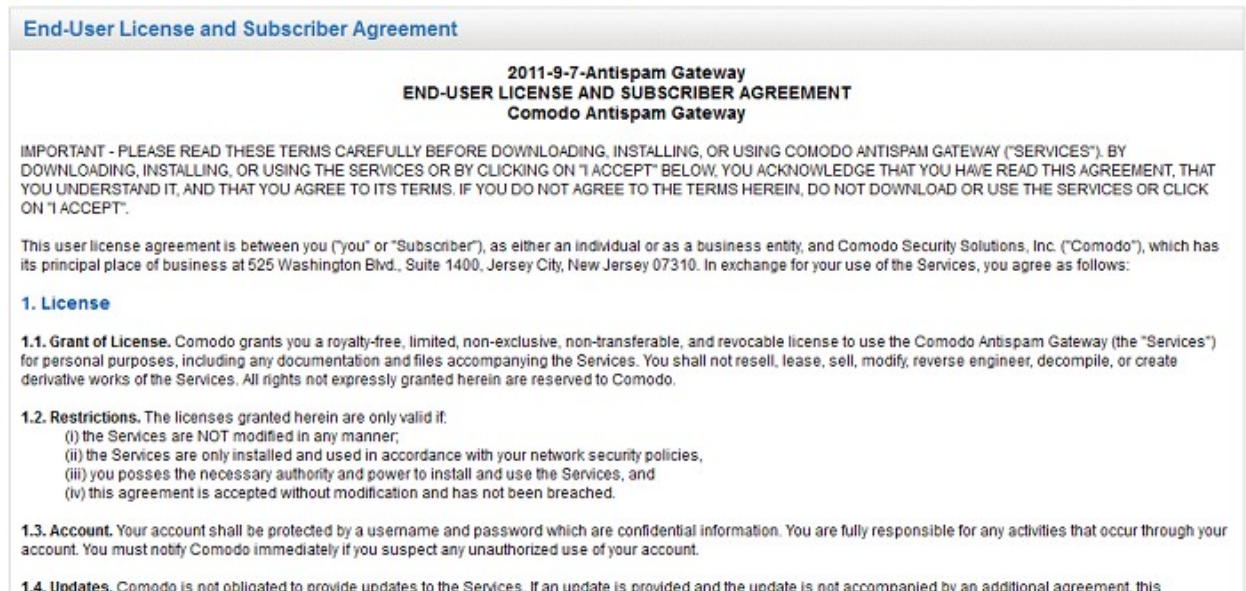 End-User License and Subscriber Agreement
2011-9-7-Antispam Gateway
END-USER LICENSE AND SUBSCRIBER AGREEMENT
Comodo Antispam Gateway
IMPORTANT - PLEASE READ THESE TERMS CAREFULLY BEFORE DOWNLOADING, INSTALLING, OR USING COMODO ANTISPAM GATEWAY ("SERVICES"). BY
DOWNLOADING, INSTALLING, OR USING THE SERVICES OR BY CLICKING ON "I ACCEPT" BELOW, YOU ACKNOWLEDGE THAT YOU HAVE READ THIS AGREEMENT, THAT
YOU UNDERSTAND IT, AND THAT YOU AGREE TO ITS TERMS. IF YOU DO NOT AGREE TO THE TERMS HEREIN, DO NOT DOWNLOAD OR USE THE SERVICES OR CLICK
ON "I ACCEPT".
This user license agreement is between you ("you" or "Subscriber"), as either an individual or as a business entity, and Comodo Security Solutions, Inc. ("Comodo"), which has
its principal place of business at 525 Washington Blvd., Suite 1400, Jersey City, New Jersey 07310. In exchange for your use of the Services, you agree as follows:
1. License
1.1. Grant of License. Comodo grants you a royalty-free, limited, non-exclusive, non-transferable, and revocable license to use the Comodo Antispam Gateway (the "Services")
for personal purposes, including any documentation and files accompanying the Services. You shall not resell, lease, sell, modify, reverse engineer, decompile, or create
derivative works of the Services. All rights not expressly granted herein are reserved to Comodo.
1.2. Restrictions. The licenses granted herein are only valid if:
(i) the Services are NOT modified in any manner;
(ii) the Services are only installed and used in accordance with your network security policies,
(iii) you posses the necessary authority and power to install and use the Services, and
(iv) this agreement is accepted without modification and has not been breached.
1.3. Account. Your account shall be protected by a username and password which are confidential information. You are fully responsible for any activities that occur through your
account. You must notify Comodo immediately if you suspect any unauthorized use of your account.
1.4. Updates. Comodo is not obligated to provide updates to the Services. If an update is provided and the update is not accompanied by an additional agreement, this